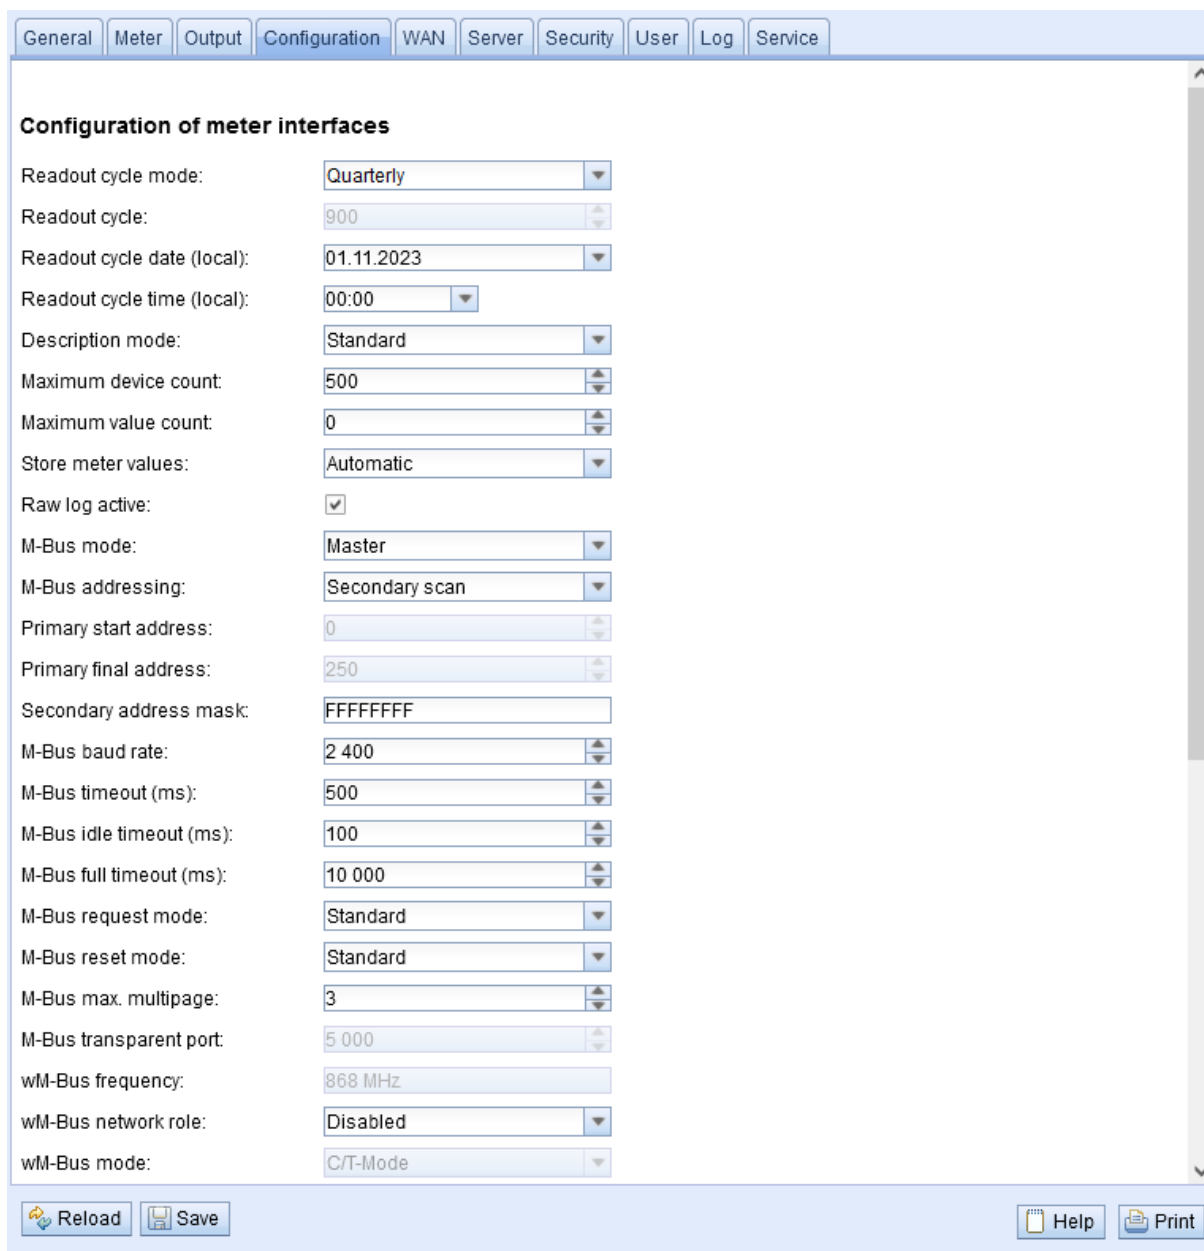 General Meter Output Configuration WAN Server Security User Log Service
Configuration of meter interfaces
Readout cycle mode: Quarterly
Readout cycle: 900
Readout cycle date (local): 01.11.2023
Readout cycle time (local): 00:00
Description mode: Standard
Maximum device count: 500
Maximum value count: 0
Store meter values: Automatic
Raw log active:
M-Bus mode: Master
M-Bus addressing: Secondary scan
Primary start address: 0
Primary final address: 250
Secondary address mask: FFFFFFFF
M-Bus baud rate: 2 400
M-Bus timeout (ms): 500
M-Bus idle timeout (ms): 100
M-Bus full timeout (ms): 10 000
M-Bus request mode: Standard
M-Bus reset mode: Standard
M-Bus max. multipage: 3
M-Bus transparent port: 5 000
wM-Bus frequency: 868 MHz
wM-Bus network role: Disabled
wM-Bus mode: C/T-Mode
Reload Save Help Print